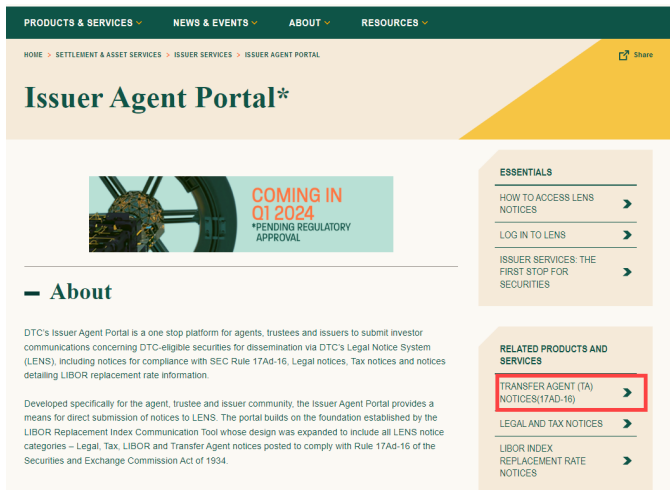 PRODUCTS & SERVICES NEWS & EVENTS ABOUT RESOURCES
HOME > SETTLEMENT & ASSET SERVICES > ISSUER SERVICES > ISSUER AGENT PORTAL
Share
Issuer Agent Portal*
COMING IN
Q1 2024
*PENDING REGULATORY
APPROVAL
About
DTC's Issuer Agent Portal is a one stop platform for agents, trustees and issuers to submit investor
communications concerning DTC-eligible securities for dissemination via DTC's Legal Notice System
(LENS), including notices for compliance with SEC Rule 17Ad-16, Legal notices, Tax notices and notices
detailing LIBOR replacement rate information.
Developed specifically for the agent, trustee and issuer community, the Issuer Agent Portal provides a
means for direct submission of notices to LENS. The portal builds on the foundation established by the
LIBOR Replacement Index Communication Tool whose design was expanded to include all LENS notice
categories – Legal, Tax, LIBOR and Transfer Agent notices posted to comply with Rule 17Ad-16 of the
Securities and Exchange Commission Act of 1934.
ESSENTIALS
HOW TO ACCESS LENS
NOTICES
LOG IN TO LENS
ISSUER SERVICES: THE
FIRST STOP FOR
SECURITIES
RELATED PRODUCTS AND
SERVICES
TRANSFER AGENT (TA)
NOTICES(17AD-16)
LEGAL AND TAX NOTICES
LIBOR INDEX
REPLACEMENT RATE
NOTICES